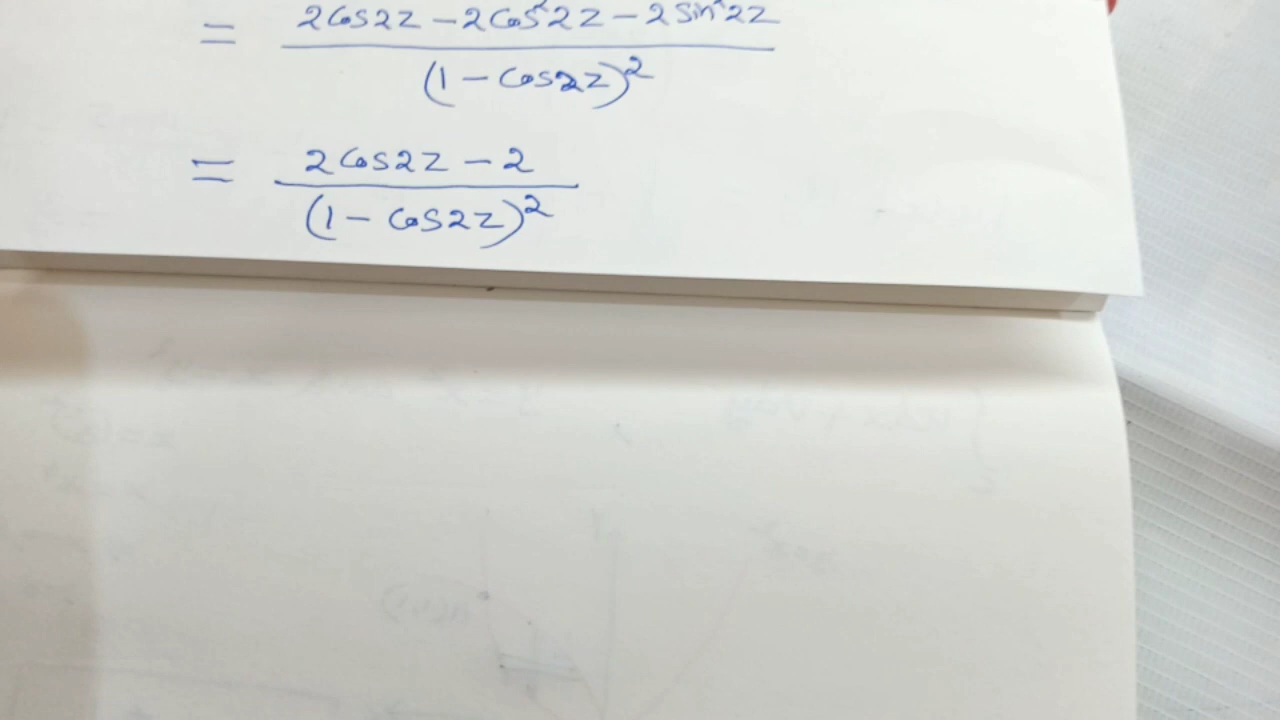 = 2cos2z - 2cos²2z - 2sin²2z / (1 - cos2z)²
= 2cos2z - 2 / (1 - cos2z)²